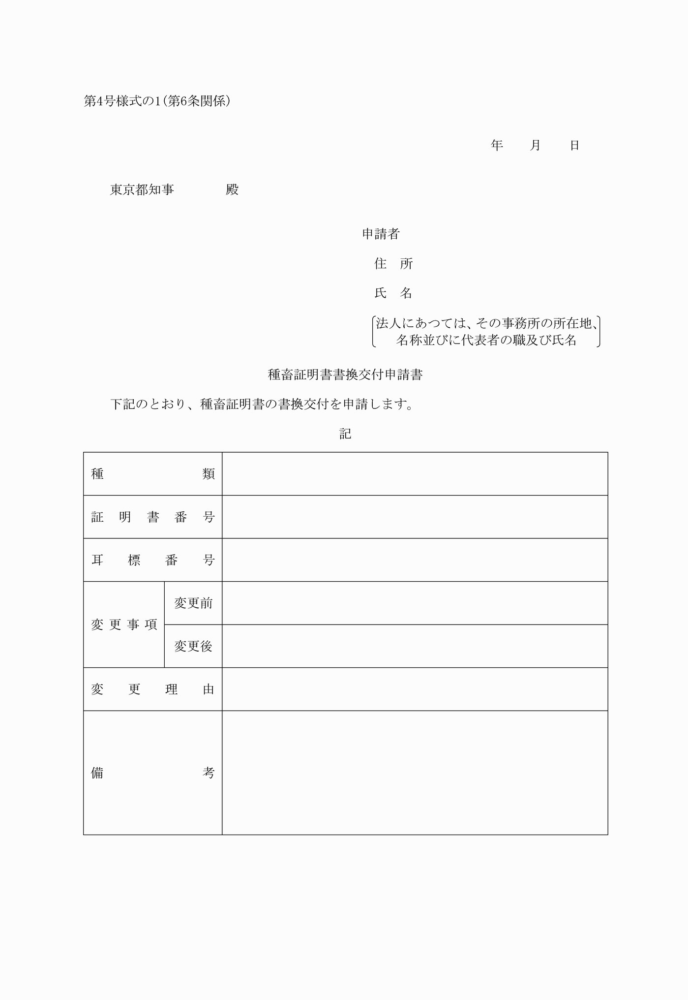 第4号様式の1(第6条関係)
年　　月　　日
東京都知事　　　　殿
申請者
住　所
氏　名
法人にあつては、その事務所の所在地、
名称並びに代表者の職及び氏名
種畜証明書書換交付申請書
下記のとおり、種畜証明書の書換交付を申請します。
記
種類
証明書番号
耳標番号
変更事項
変更前
変更後
変更理由
備考